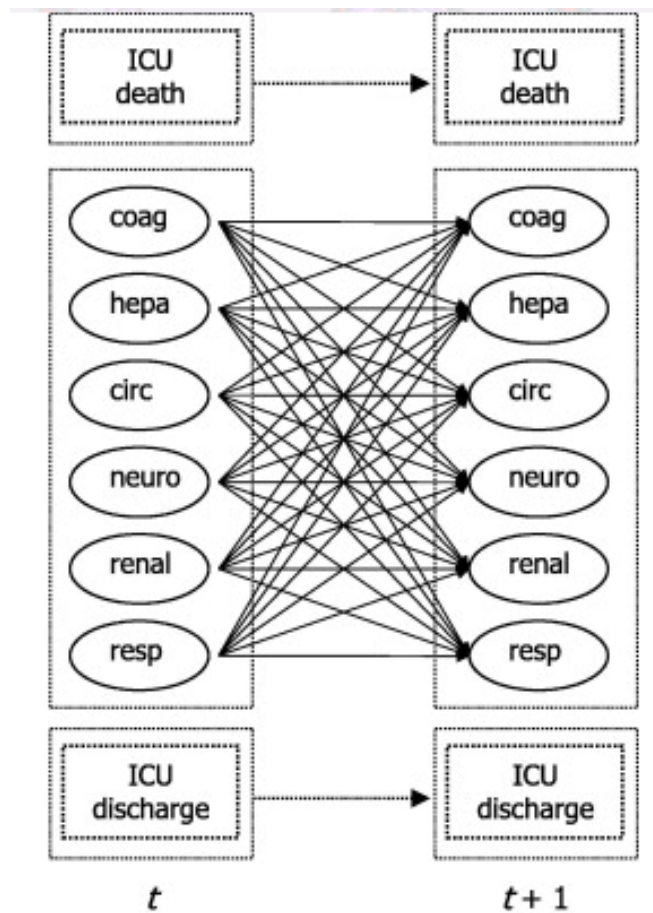 ICU
death
ICU
death
coag
hepa
circ
neuro
renal
resp
coag
hepa
circ
neuro
renal
resp
ICU
discharge
ICU
discharge
t
t + 1